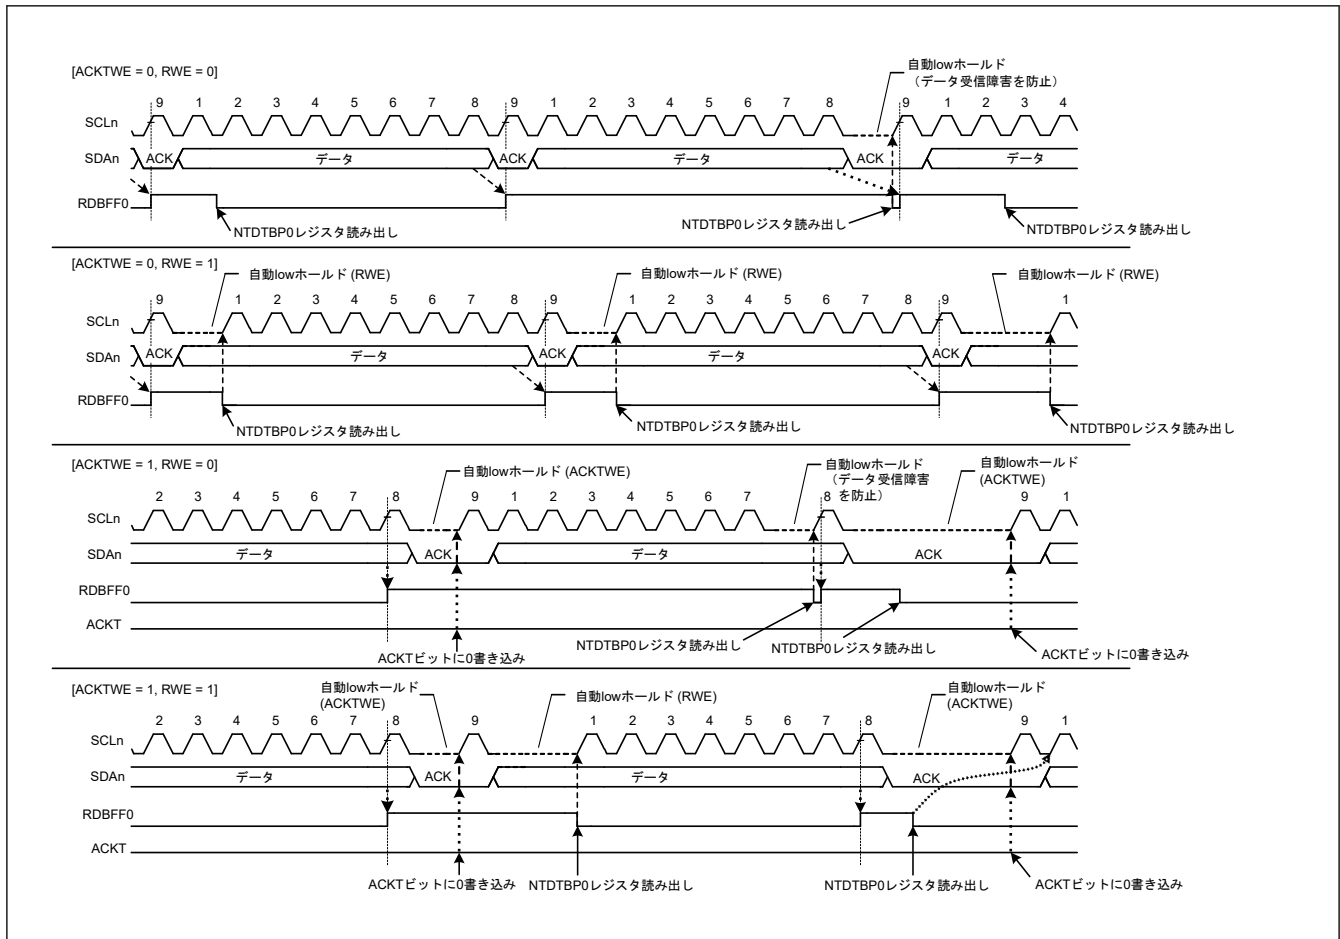 [ACKTWE = 0, RWE = 0]
自動lowホールド
（データ受信障害を防止）
9 1 2 3 4 5 6 7 8 9 1 2 3 4 5 6 7 8 9 1 2 3 4
SCLn
SDAn ACK データ ACK データ ACK データ
RDBFF0
NTDTBP0レジスタ読み出し NTDTBP0レジスタ読み出し NTDTBP0レジスタ読み出し
[ACKTWE = 0, RWE = 1]
自動lowホールド (RWE) 自動lowホールド (RWE) 自動lowホールド (RWE)
9 1 2 3 4 5 6 7 8 9 1 2 3 4 5 6 7 8 9 1
SCLn
SDAn ACK データ ACK データ ACK
RDBFF0
NTDTBP0レジスタ読み出し NTDTBP0レジスタ読み出し NTDTBP0レジスタ読み出し
[ACKTWE = 1, RWE = 0]
自動lowホールド (ACKTWE)
自動lowホールド
（データ受信障害
を防止）
自動lowホールド
(ACKTWE)
2 3 4 5 6 7 8 9 1 2 3 4 5 6 7 8 9 1
SCLn
SDAn データ ACK データ ACK
RDBFF0
ACKT
NTDTBP0レジスタ読み出し NTDTBP0レジスタ読み出し
ACKTビットに0書き込み ACKTビットに0書き込み
[ACKTWE = 1, RWE = 1]
自動lowホールド
(ACKTWE)
自動lowホールド (RWE)
自動lowホールド
(ACKTWE)
2 3 4 5 6 7 8 9 1 2 3 4 5 6 7 8 9 1
SCLn
SDAn データ ACK データ ACK
RDBFF0
ACKT
ACKTビットに0書き込み NTDTBP0レジスタ読み出し NTDTBP0レジスタ読み出し ACKTビットに0書き込み